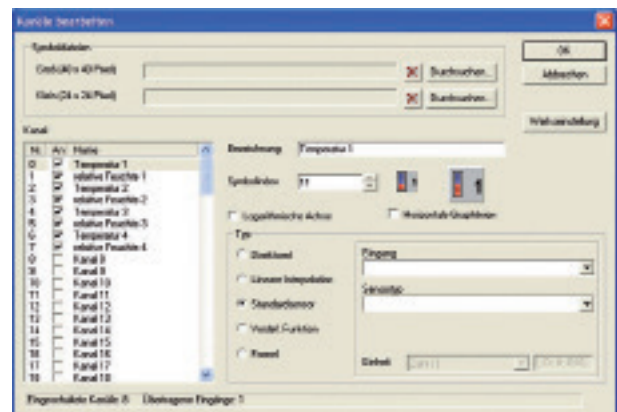 Kanäle bearbeiten
Symboldateien
Groß (40 x 40 Pixel)
Durchsuchen...
Klein (24 x 24 Pixel)
Durchsuchen...
OK
Abbrechen
Werkseinstellung
Kanal
Nr. An Name
0 Temperatur 1
1 relative Feuchte 1
2 Temperatur 2
3 relative Feuchte 2
4 Temperatur 3
5 relative Feuchte 3
6 Temperatur 4
7 relative Feuchte 4
8 Kanal 8
9 Kanal 9
10 Kanal 10
11 Kanal 11
12 Kanal 12
13 Kanal 13
14 Kanal 14
15 Kanal 15
16 Kanal 16
17 Kanal 17
18 Kanal 18
Bezeichnung Temperatur 1
Symbolindex 11
1
1
Logarithmische Achse
Horizontale Graphlinien
Typ
Direktkanal
Lineare Interpolation
Standardsensor
Vordef. Funktion
Formel
Eingang
Sensortyp
Einheit
Eingeschaltete Kanäle: 8 Übertragene Eingänge: 1